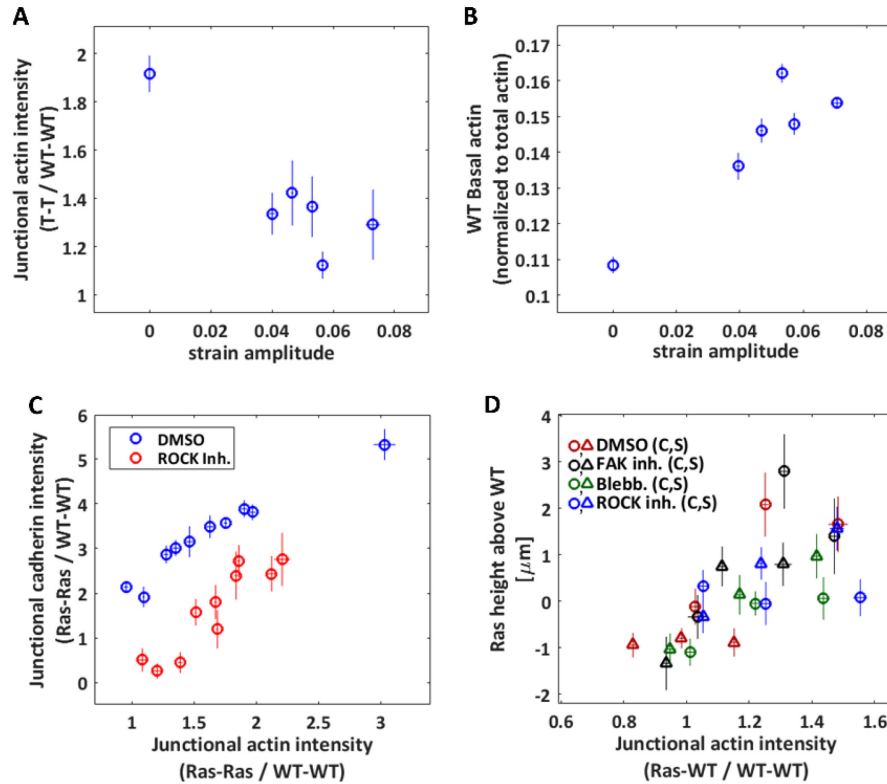 A
Junctional actin intensity
(T-T / WT-WT)
2
1.8
1.6
1.4
1.2
1
0
0.02
0.04
0.06
0.08
strain amplitude
B
WT Basal actin
(normalized to total actin)
0.17
0.16
0.15
0.14
0.13
0.12
0.11
0.1
0
0.02
0.04
0.06
0.08
strain amplitude
C
Junctional cadherin intensity
(Ras-Ras / WT-WT)
6
5
4
3
2
1
0
DMSO
ROCK Inh.
1
1.5
2
2.5
3
Junctional actin intensity
(Ras-Ras / WT-WT)
D
Ras height above WT
[μm]
4
3
2
1
0
-1
-2
DMSO (C,S)
FAK inh. (C,S)
Blebb. (C,S)
ROCK inh. (C,S)
0.6
0.8
1
1.2
1.4
1.6
Junctional actin intensity
(Ras-WT / WT-WT)